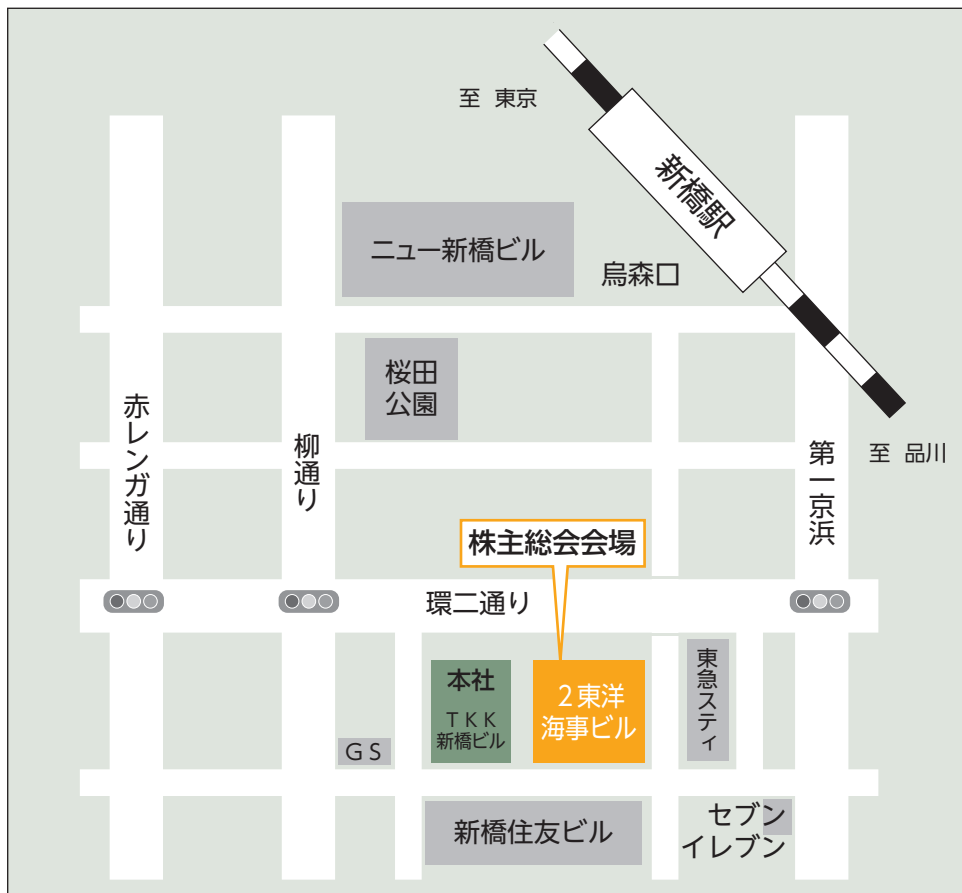 至 東京
新橋駅
ニュー新橋ビル
烏森口
桜田
公園
赤レンガ通り
柳通り
第一京浜
至 品川
株主総会会場
環二通り
本社
ＴＫＫ
新橋ビル
２東洋
海事ビル
東急スティ
ＧＳ
新橋住友ビル
セブン
イレブン